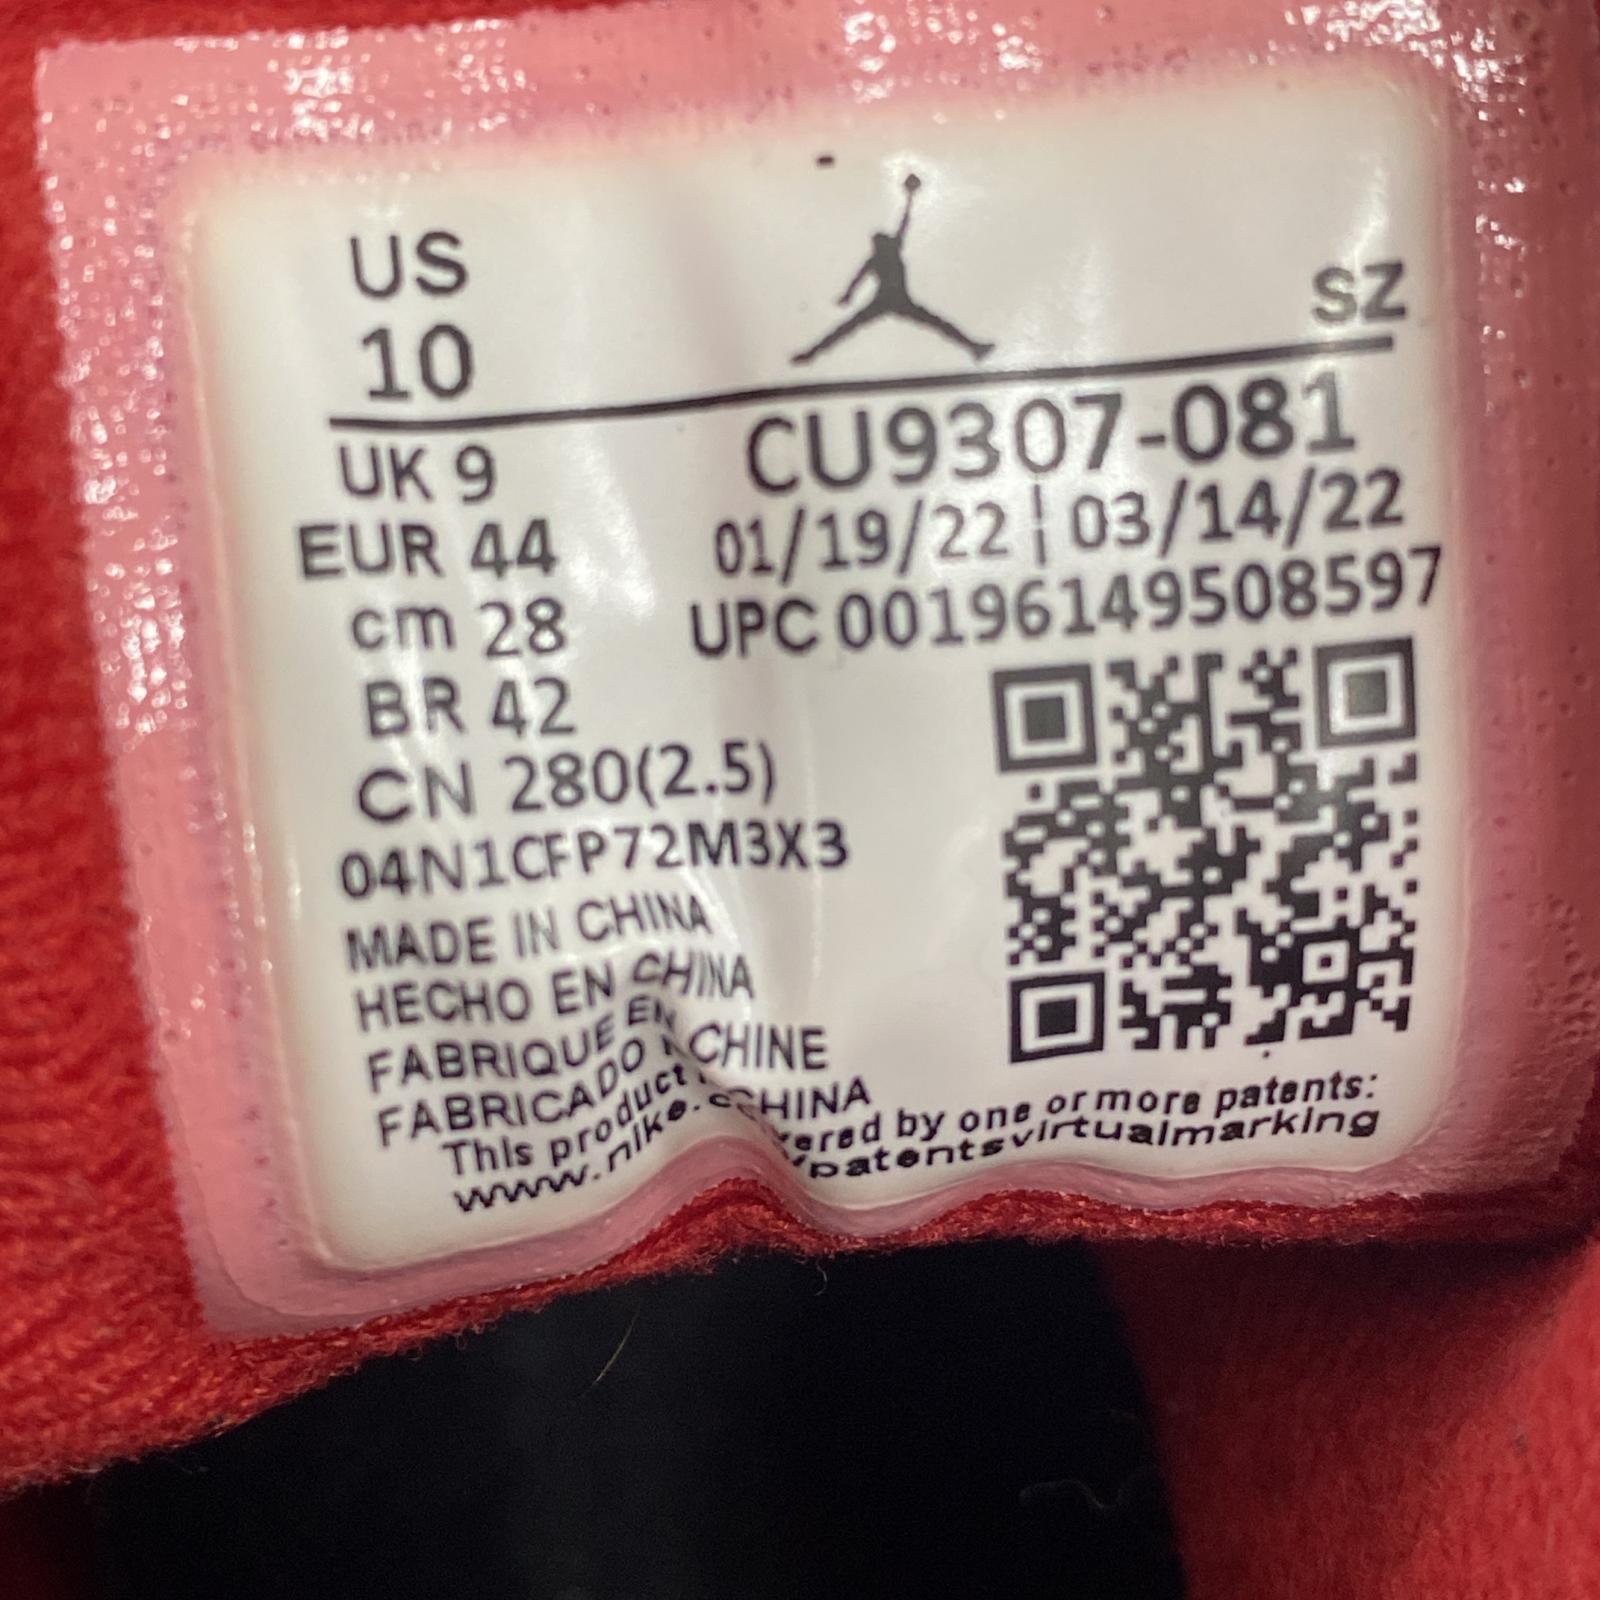 US
SZ
10
CU9307-081
UK 9
01/19/22 | 03/14/22
EUR 44
UPC 00196149508597
cm 28
BR 42
CN 280(2.5)
04N1CFP72M3X3
MADE IN CHINA
HECHO EN CHINA
FABRIQUE EN CHINE
FABRICADO CHINA
This product by one or more patents:
www.nike. /patentsvirtualmarking